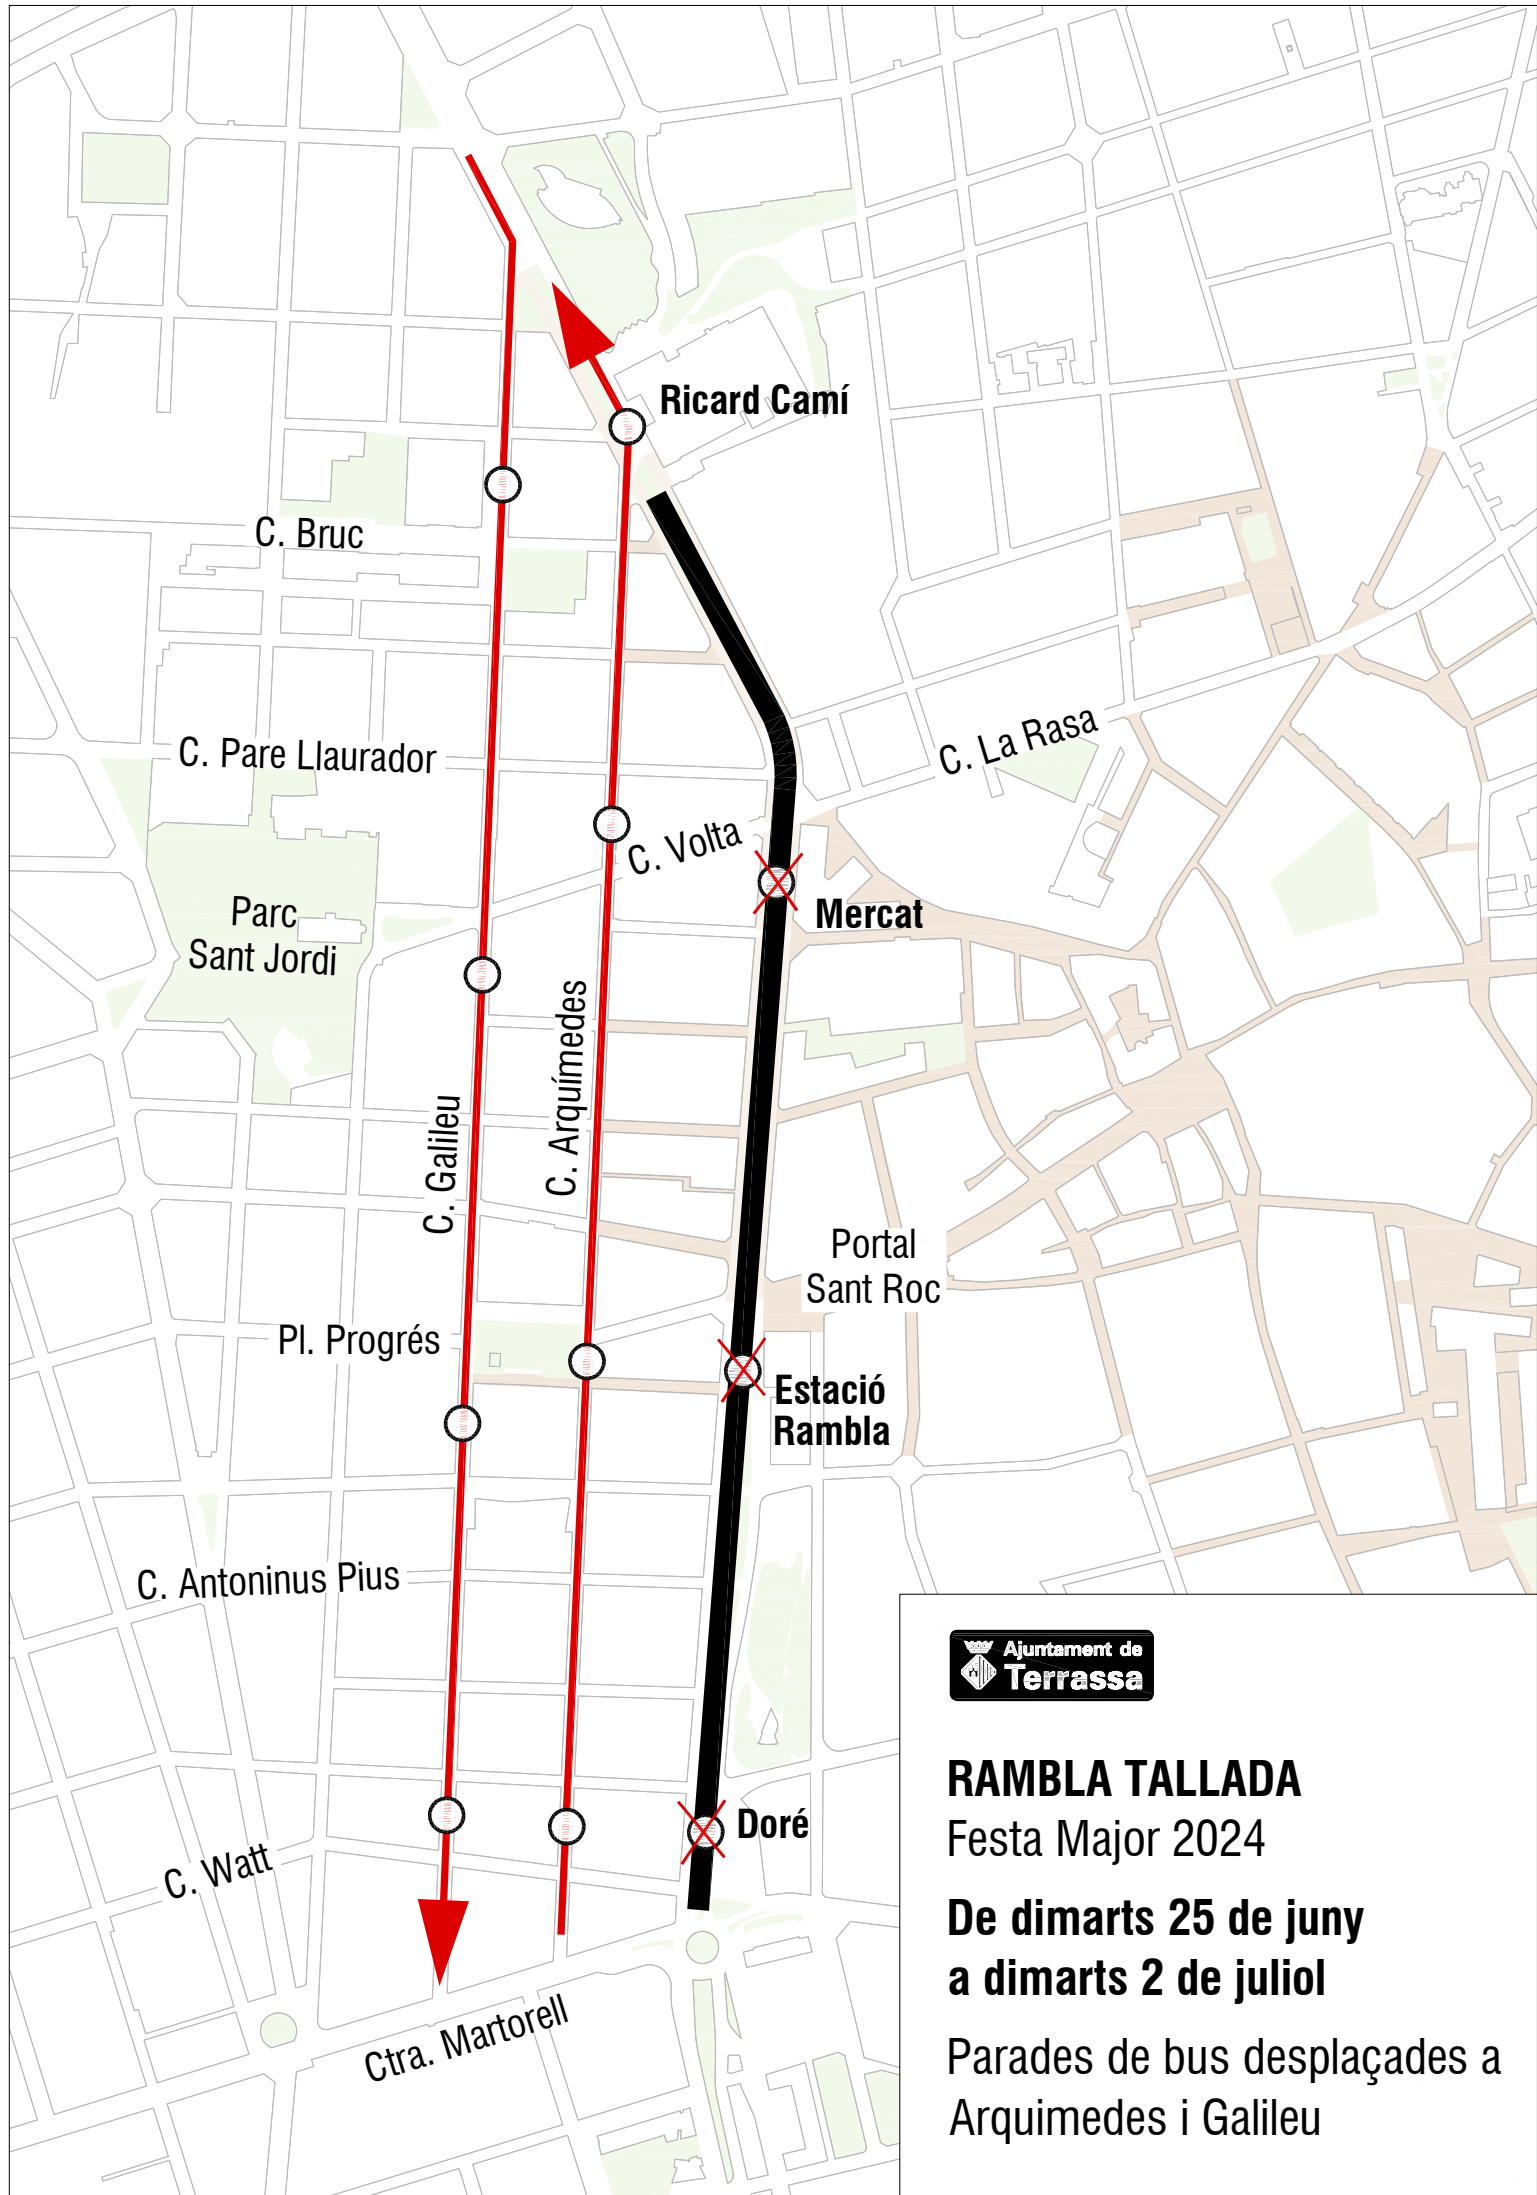 Ricard Camí
C. Bruc
C. La Rasa
C. Pare Llaurador
C. Volta
Mercat
Parc
Sant Jordi
C. Arquímedes
C. Galileu
Portal
Sant Roc
Pl. Progrés
Estació
Rambla
C. Antoninus Pius
Doré
C. Watt
Ctra. Martorell
Ajuntament de
Terrassa
RAMBLA TALLADA
Festa Major 2024
De dimarts 25 de juny
a dimarts 2 de juliol
Parades de bus desplaçades a
Arquimedes i Galileu